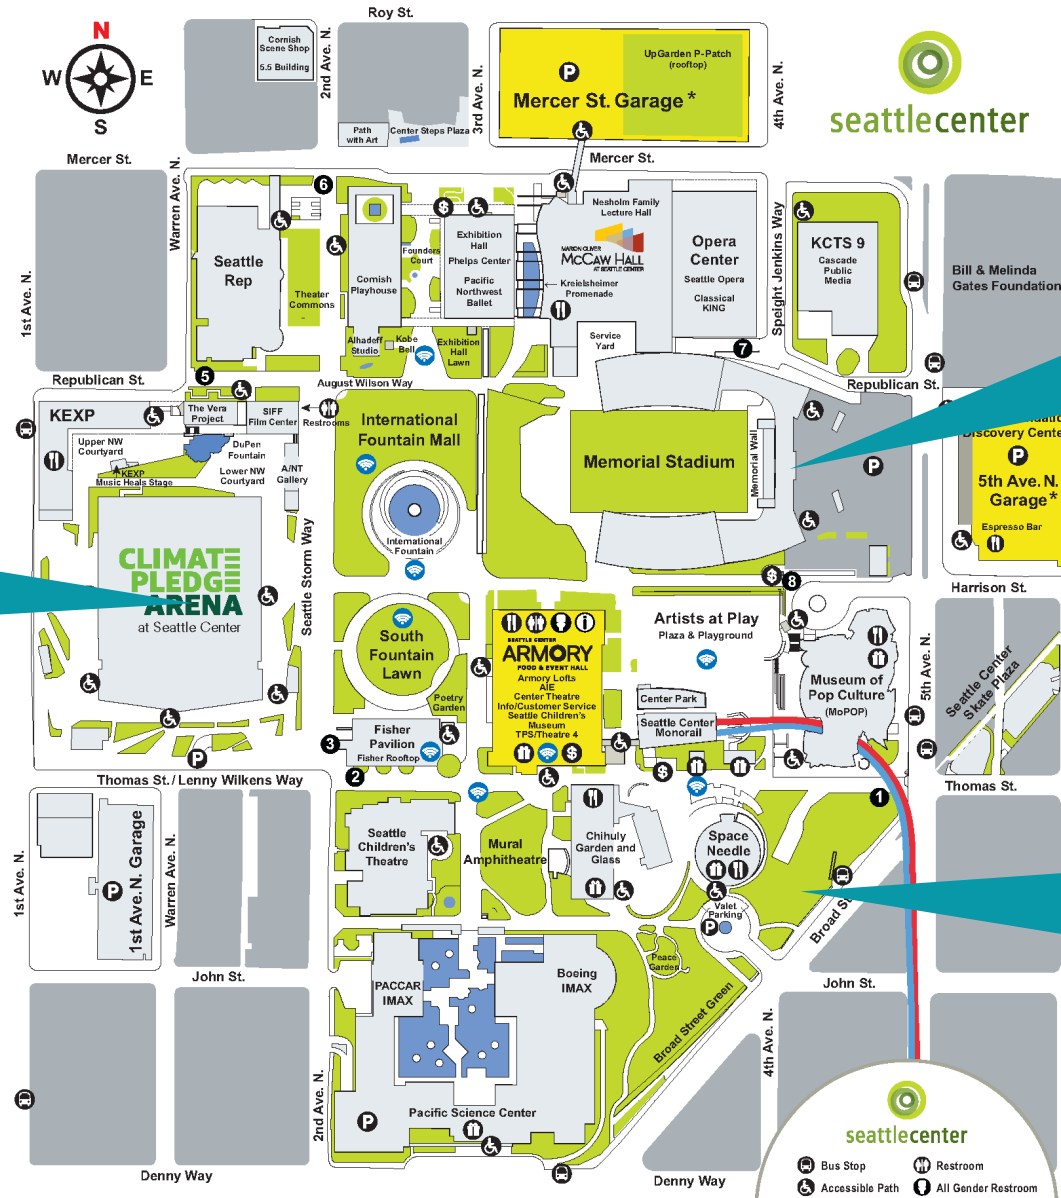 Roy St.
N
W
E
S
Cornish
Scene Shop
5.5 Building
2nd Ave. N.
Path
with Art
Center Steps Plaza
3rd Ave. N.
P
UpGarden P-Patch
(rooftop)
Mercer St. Garage*
4th Ave. N.
seattlecenter
Mercer St.
Mercer St.
Warren Ave. N.
1st Ave. N.
6
Seattle
Rep
Theater
Commons
Cornish
Playhouse
Alhadeff
Studio
Founders
Court
Kobe
Bell
$
Exhibition
Hall
Phelps Center
Pacific
Northwest
Ballet
Exhibition
Hall
Lawn
Nesholm Family
Lecture Hall
MARION OLIVER
McCAW HALL
AT SEATTLE CENTER
Kreielsheimer
Promenade
Opera
Center
Seattle Opera
Classical
KING
Service
Yard
7
Speight Jenkins Way
KCTS 9
Cascade
Public
Media
Bill & Melinda
Gates Foundation
Republican St.
5
August Wilson Way
Republican St.
KEXP
The Vera
Project
SIFF
Film Center
Restrooms
Upper NW
Courtyard
DuPen
Fountain
KEXP
Music Heals Stage
Lower NW
Courtyard
A/NT
Gallery
International
Fountain Mall
International
Fountain
Memorial Stadium
Memorial Wall
P
Discovery Cente
P
5th Ave. N.
Garage*
Espresso Bar
CLIMATE
PLEDGE
ARENA
at Seattle Center
Seattle Storm Way
$
8
Harrison St.
South
Fountain
Lawn
Poetry
Garden
SEATTLE CENTER
ARMORY
FOOD & EVENT HALL
Armory Lofts
AIE
Center Theatre
Info/Customer Service
Seattle Children's
Museum
TPS/Theatre 4
$
Artists at Play
Plaza & Playground
Center Park
Seattle Center
Monorail
Museum of
Pop Culture
(MoPOP)
5th Ave. N.
Seattle Center
Skate Plaza
3
Fisher
Pavilion
Fisher Rooftop
2
P
$
1
Thomas St. / Lenny Wilkens Way
Thomas St.
1st Ave. N.
1st Ave. N. Garage
P
Warren Ave. N.
Seattle
Children's
Theatre
Mural
Amphitheatre
Chihuly
Garden and
Glass
Space
Needle
Valet
Parking
P
Broad St.
John St.
John St.
PACCAR
IMAX
Boeing
IMAX
Peace
Garden
Broad Street Green
4th Ave. N.
2nd Ave. N.
P
Pacific Science Center
Denny Way
Denny Way
seattlecenter
Bus Stop
Restroom
Accessible Path
All Gender Restroom